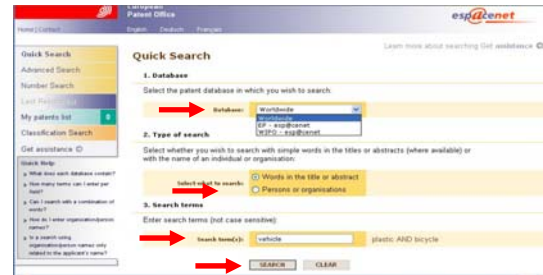 European
Patent Office
esp@cenet
Home | Contact
English Deutsch Français
Learn more about searching Get assistance
Quick Search
Advanced Search
Number Search
My patents list
Classification Search
Get assistance
Quick Help
» What does each database contain?
» How many terms can I enter per field?
» Can I search with a combination of words?
» How do I enter organisation/person names?
» Is a search using organisation/person names only related to the applicant's name?
Quick Search
1. Database
Select the patent database in which you wish to search.
Database: Worldwide
Worldwide
EP - esp@cenet
WIPO - esp@cenet
2. Type of search
Select whether you wish to search with simple words in the titles or abstracts (where available) or
with the name of an individual or organisation:
Select what to search: Words in the title or abstract
Persons or organisations
3. Search terms
Enter search terms (not case sensitive):
Search term(s): vehicle plastic AND bicycle
SEARCH CLEAR